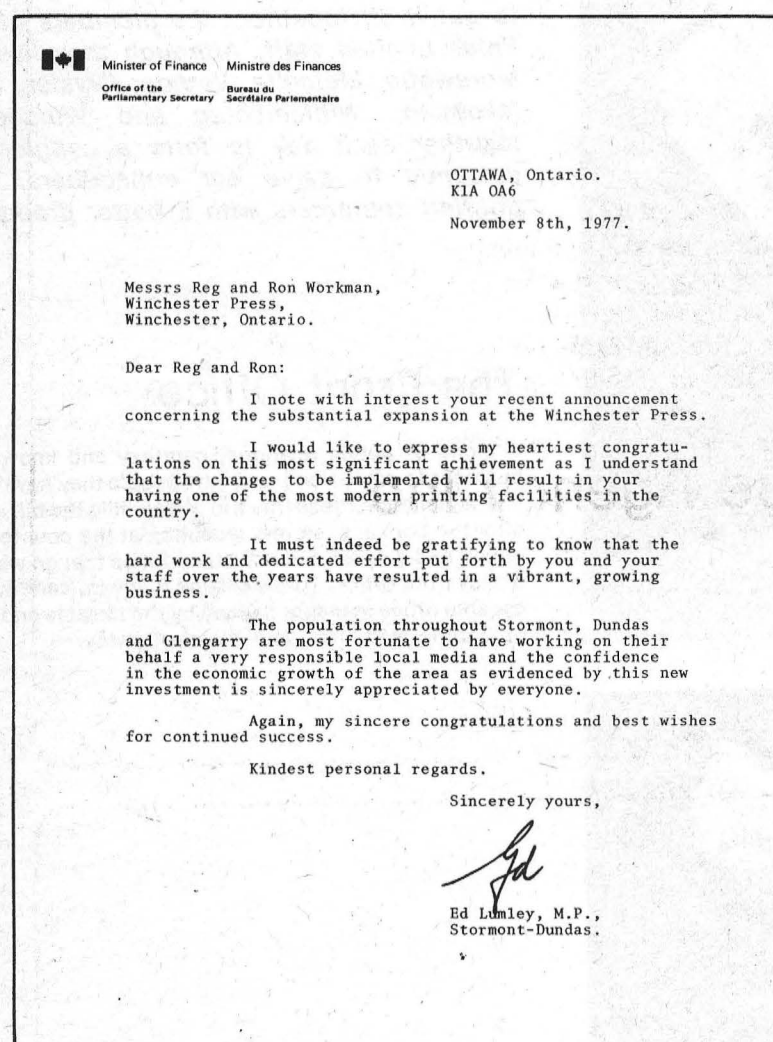 Minister of Finance Ministre des Finances
Office of the Bureau du
Parliamentary Secretary Secrétaire Parlementaire
OTTAWA, Ontario.
K1A OA6
November 8th, 1977.
Messrs Reg and Ron Workman,
Winchester Press,
Winchester, Ontario.
Dear Reg and Ron:
I note with interest your recent announcement
concerning the substantial expansion at the Winchester Press.
I would like to express my heartiest congratu-
lations on this most significant achievement as I understand
that the changes to be implemented will result in your
having one of the most modern printing facilities in the
country.
It must indeed be gratifying to know that the
hard work and dedicated effort put forth by you and your
staff over the years have resulted in a vibrant, growing
business.
The population throughout Stormont, Dundas
and Glengarry are most fortunate to have working on their
behalf a very responsible local media and the confidence
in the economic growth of the area as evidenced by this new
investment is sincerely appreciated by everyone.
Again, my sincere congratulations and best wishes
for continued success.
Kindest personal regards.
Sincerely yours,
Ed
Ed Lumley, M.P.,
Stormont-Dundas.